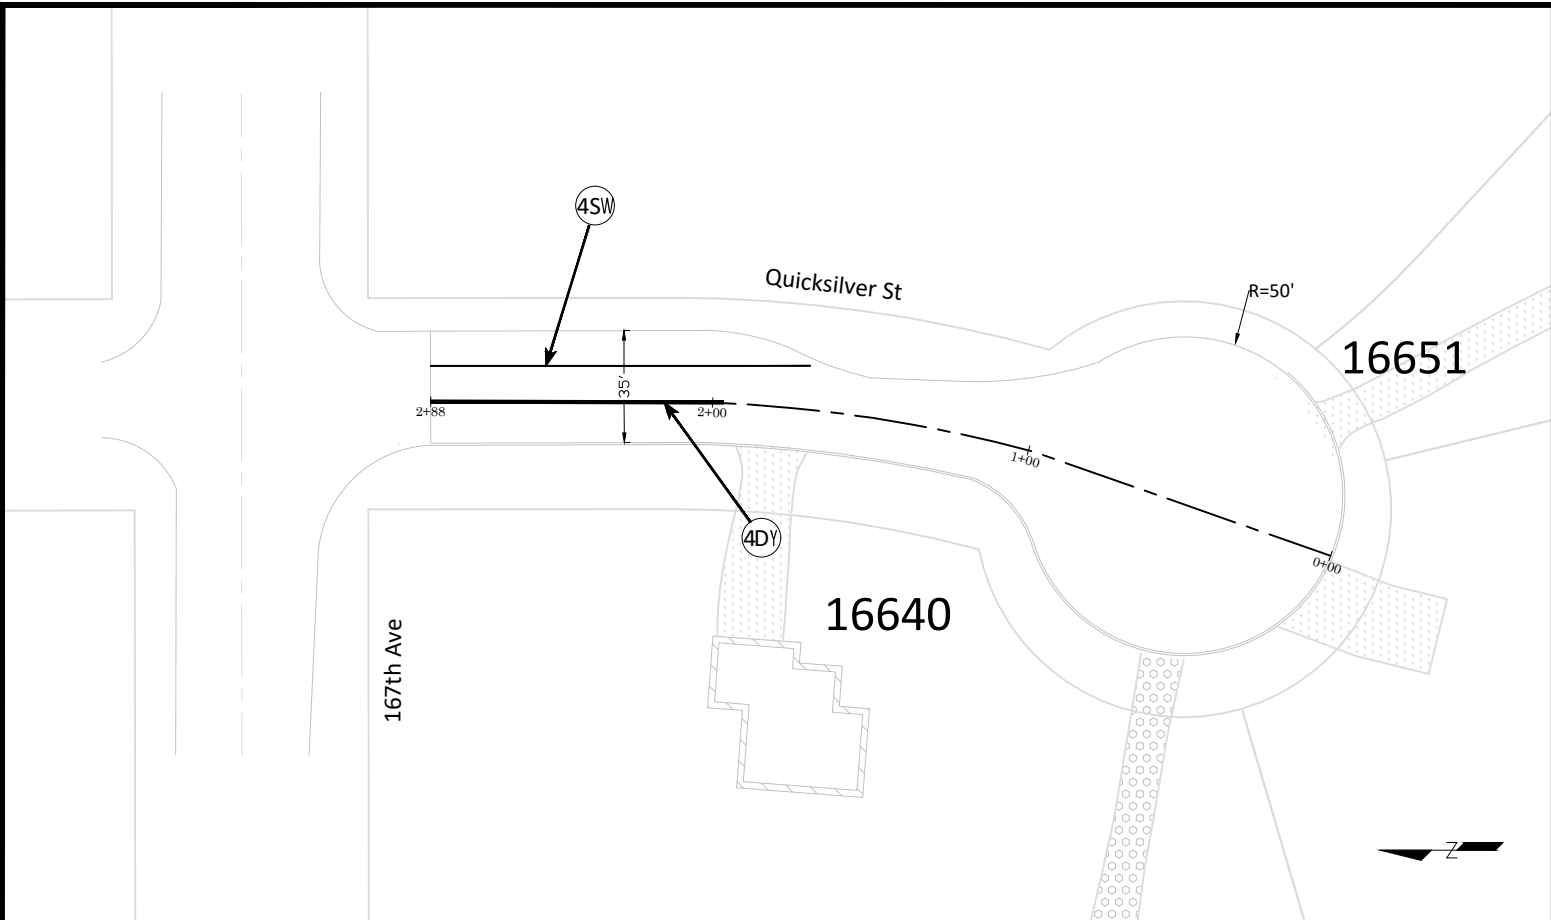 4SW
Quicksilver St
R=50'
16651
35'
2+88
2+00
1+00
4DY
0+00
16640
167th Ave
Z